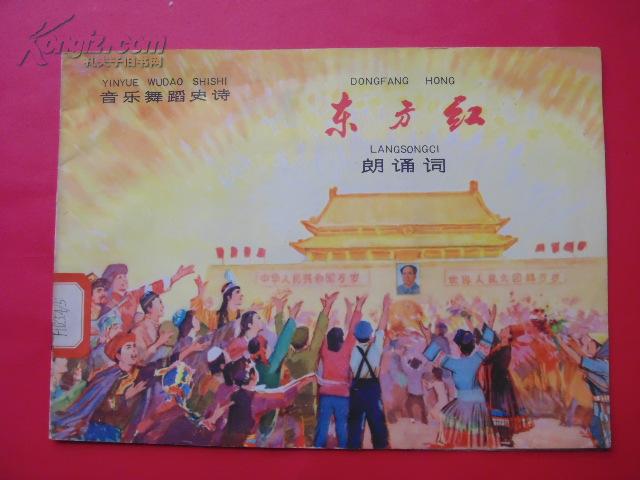 Kongfz.com
孔夫子旧书网
YINYUE WUDAO SHISHI
音乐舞蹈史诗
DONGFANG HONG
东方红
LANGSONGCI
朗诵词
中华人民共和国万岁
世界人民大团结万岁